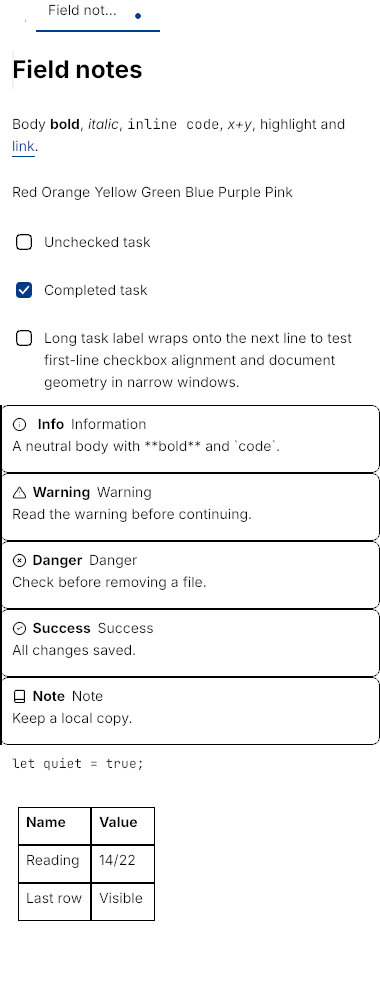 Field not...
Field notes
Body bold, italic, inline code, x+y, highlight and
link.
Red Orange Yellow Green Blue Purple Pink
Unchecked task
Completed task
Long task label wraps onto the next line to test
first-line checkbox alignment and document
geometry in narrow windows.
Info Information
A neutral body with **bold** and `code`.
Warning Warning
Read the warning before continuing.
Danger Danger
Check before removing a file.
Success Success
All changes saved.
Note Note
Keep a local copy.
let quiet = true;
Name Value
Reading 14/22
Last row Visible